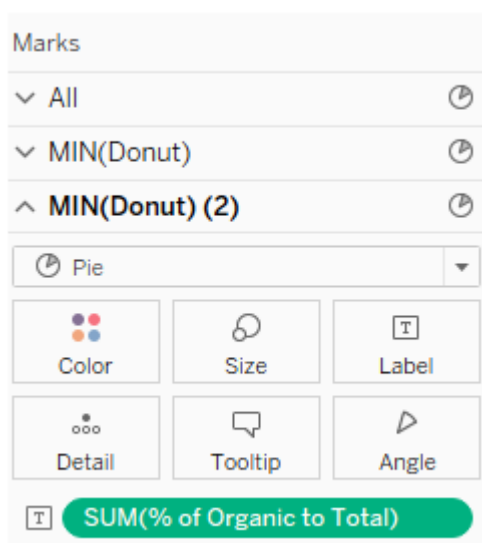 Marks
All
MIN(Donut)
MIN(Donut) (2)
Pie
Color Size Label
Detail Tooltip Angle
T SUM(% of Organic to Total)